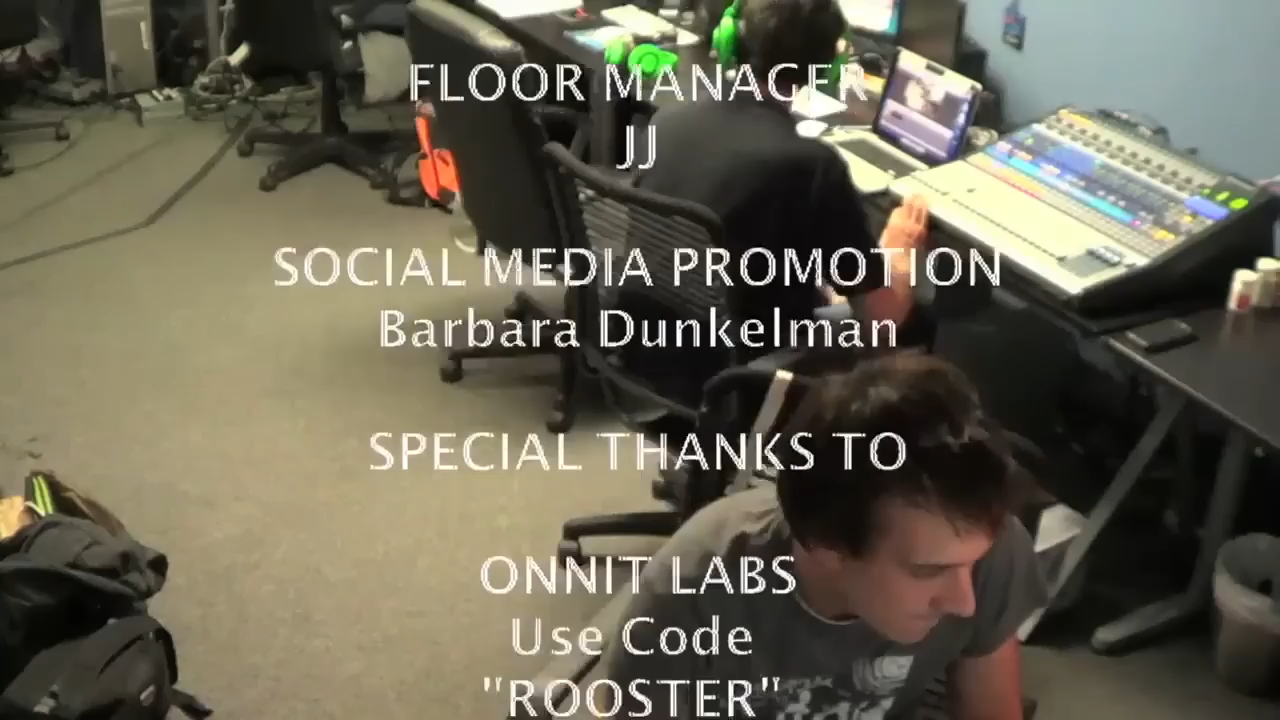 FLOOR MANAGER
JJ
SOCIAL MEDIA PROMOTION
Barbara Dunkelman
SPECIAL THANKS TO
ONNIT LABS
Use Code
"ROOSTER"